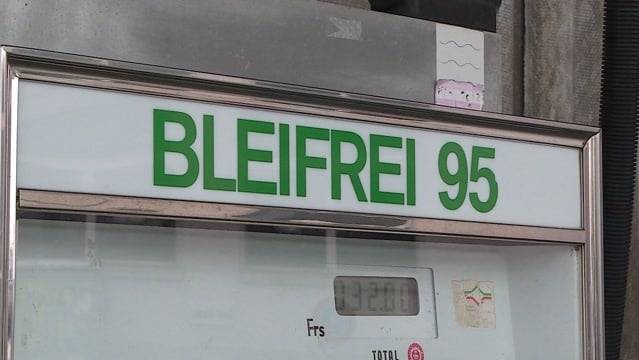 BLEIFREI 95
032.00
Frs
TOTAL